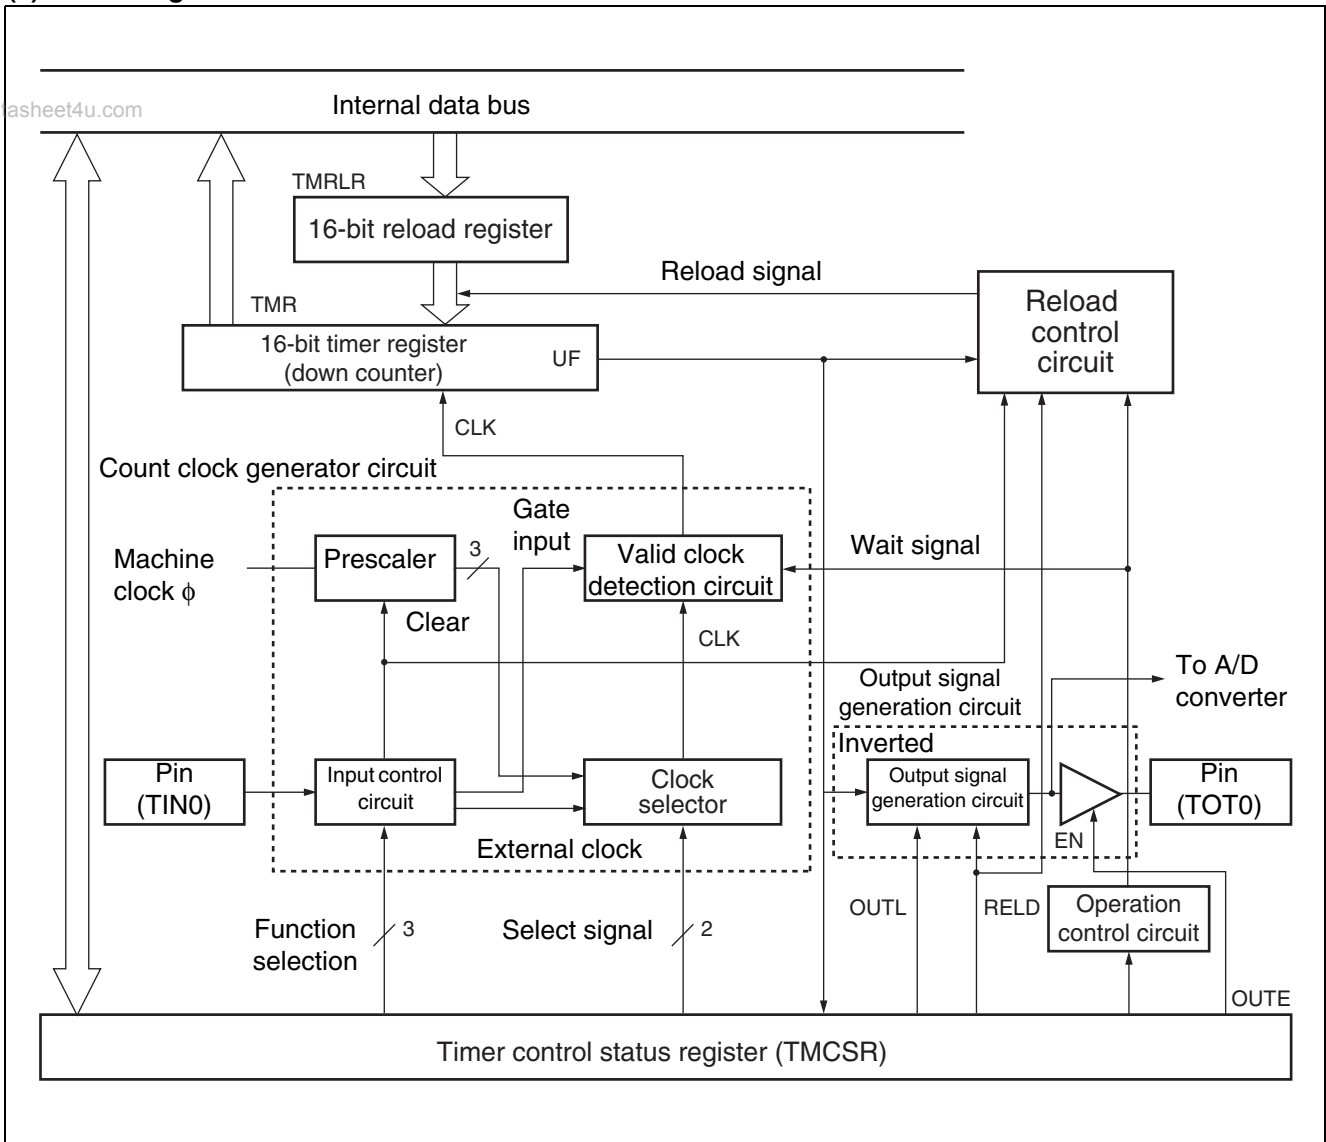 Internal data bus
tasheet4u.com
TMRLR
16-bit reload register
Reload signal
Reload
control
circuit
TMR
16-bit timer register
(down counter)
UF
CLK
Count clock generator circuit
Gate
input
Machine
clock ϕ
Prescaler
3
Valid clock
detection circuit
Wait signal
Clear
CLK
To A/D
converter
Output signal
generation circuit
Inverted
Pin
(TIN0)
Input control
circuit
Clock
selector
Output signal
generation circuit
Pin
(TOT0)
EN
External clock
Function
selection
3
Select signal
2
OUTL
RELD
Operation
control circuit
OUTE
Timer control status register (TMCSR)